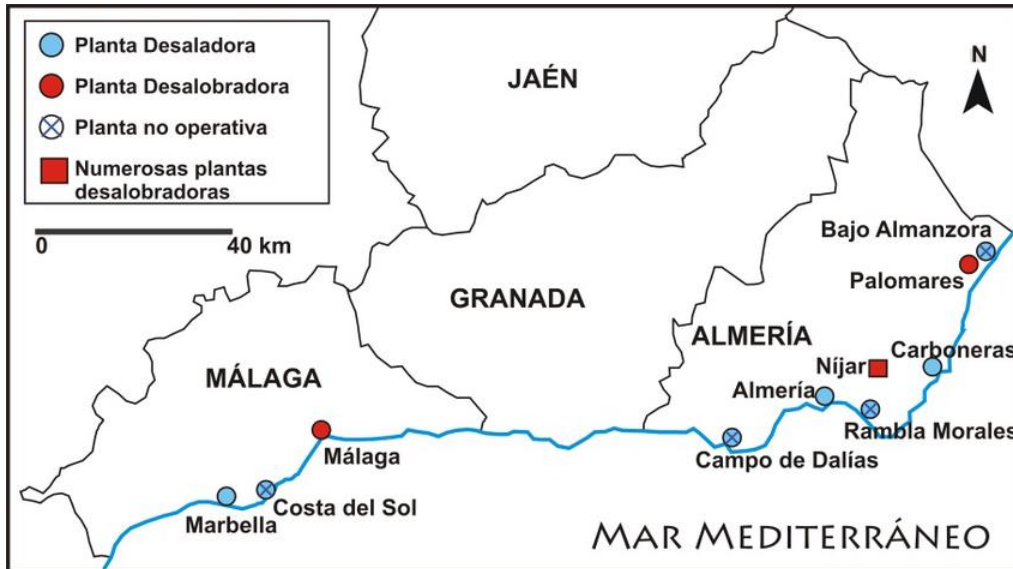 Planta Desaladora
Planta Desalobradora
Planta no operativa
Numerosas plantas
desalobradoras
0 40 km
N
JAÉN
GRANADA
ALMERÍA
MÁLAGA
Bajo Almanzora
Palomares
Carboneras
Níjar
Almería
Rambla Morales
Campo de Dalías
Málaga
Costa del Sol
Marbella
MAR MEDITERRÁNEO